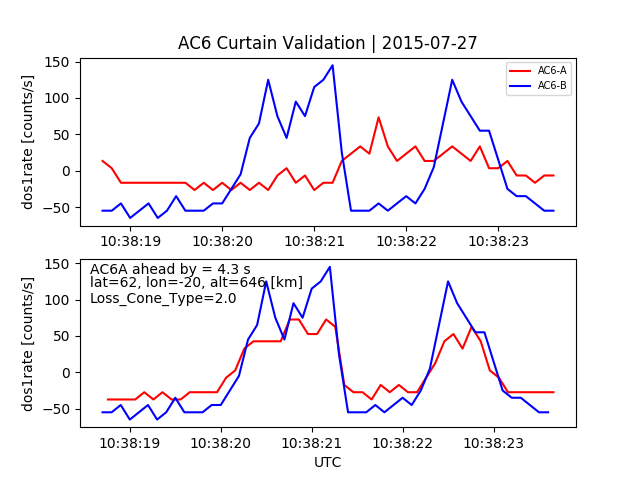 AC6 Curtain Validation | 2015-07-27
150
100
50
0
−50
dos1rate [counts/s]
AC6-A
AC6-B
10:38:19 10:38:20 10:38:21 10:38:22 10:38:23
AC6A ahead by = 4.3 s
lat=62, lon=-20, alt=646 [km]
Loss_Cone_Type=2.0
150
100
50
0
−50
dos1rate [counts/s]
10:38:19 10:38:20 10:38:21 10:38:22 10:38:23
UTC